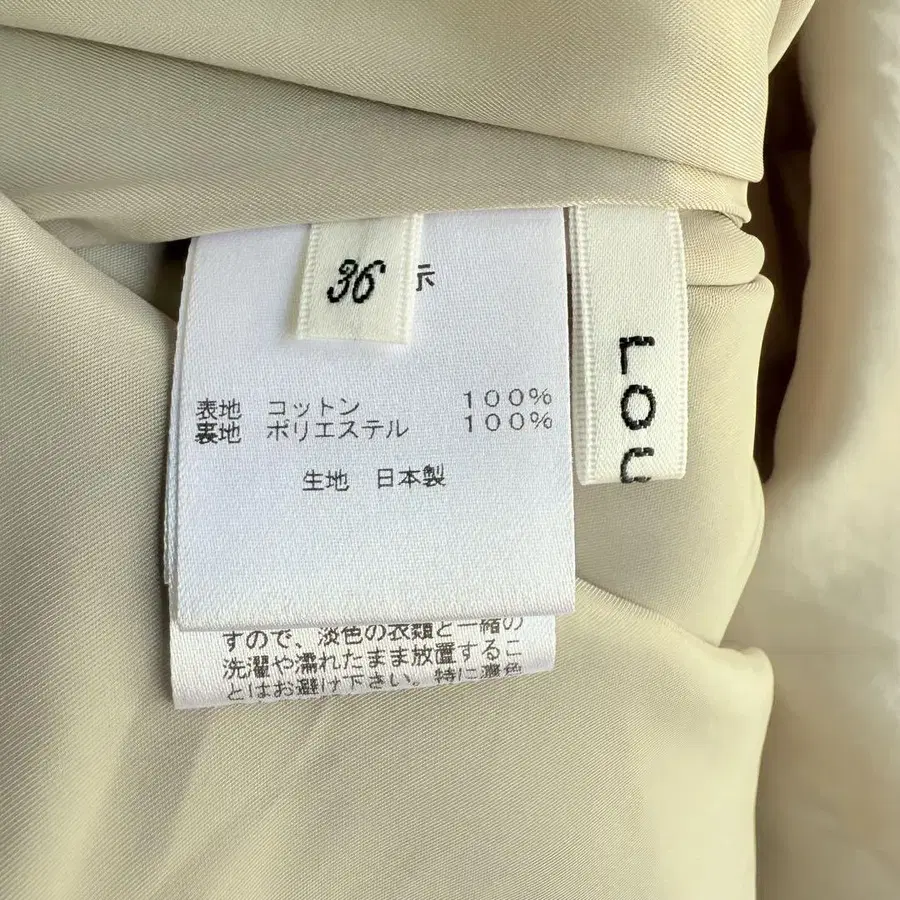 36
示
表地 コットン 100%
裏地 ポリエステル 100%
生地 日本製
すので、淡色の衣類と一緒の
洗濯や濡れたまま放置するこ
とはお避け下さい。特に濃色
LOU